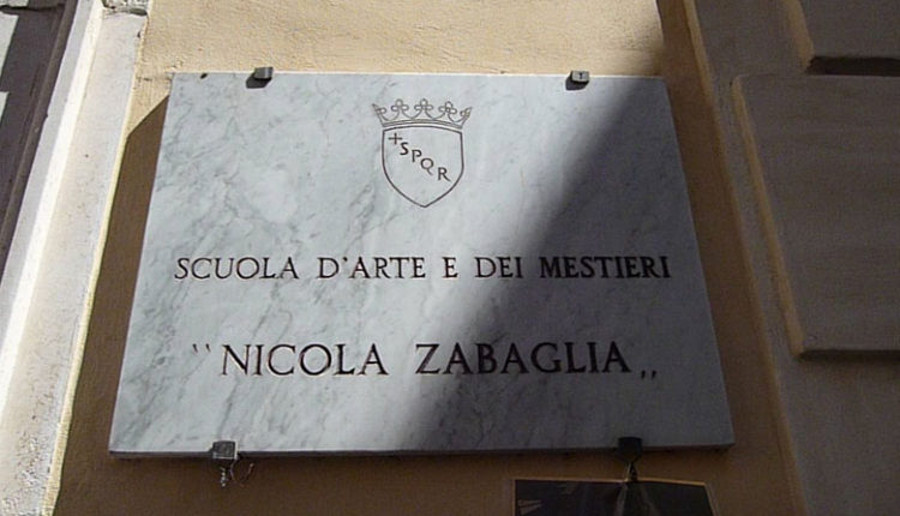 +SPQR
SCUOLA D'ARTE E DEI MESTIERI
"NICOLA ZABAGLIA„